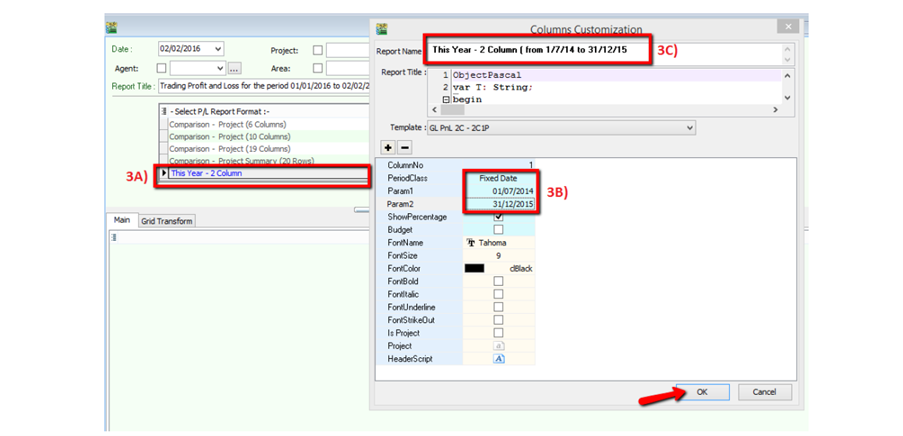 Date :
02/02/2016
Project:
Agent:
...
Area:
Report Title :
Trading Profit and Loss for the period 01/01/2016 to 02/02/2
- Select P/L Report Format :-
Comparison - Project (6 Columns)
Comparison - Project (10 Columns)
Comparison - Project (19 Columns)
Comparison - Project Summary (20 Rows)
3A)
This Year - 2 Column
Main
Grid Transform
Columns Customization
Report Name
This Year - 2 Column ( from 1/7/14 to 31/12/15
3C)
Report Title :
1 ObjectPascal
2 var T: String;
begin
Template :
GL PnL 2C - 2C1P
ColumnNo 1
PeriodClass Fixed Date
Param1 01/07/2014
3B)
Param2 31/12/2015
ShowPercentage
Budget
FontName Tahoma
FontSize 9
FontColor clBlack
FontBold
FontItalic
FontUnderline
FontStrikeOut
Is Project
Project
HeaderScript A
OK
Cancel